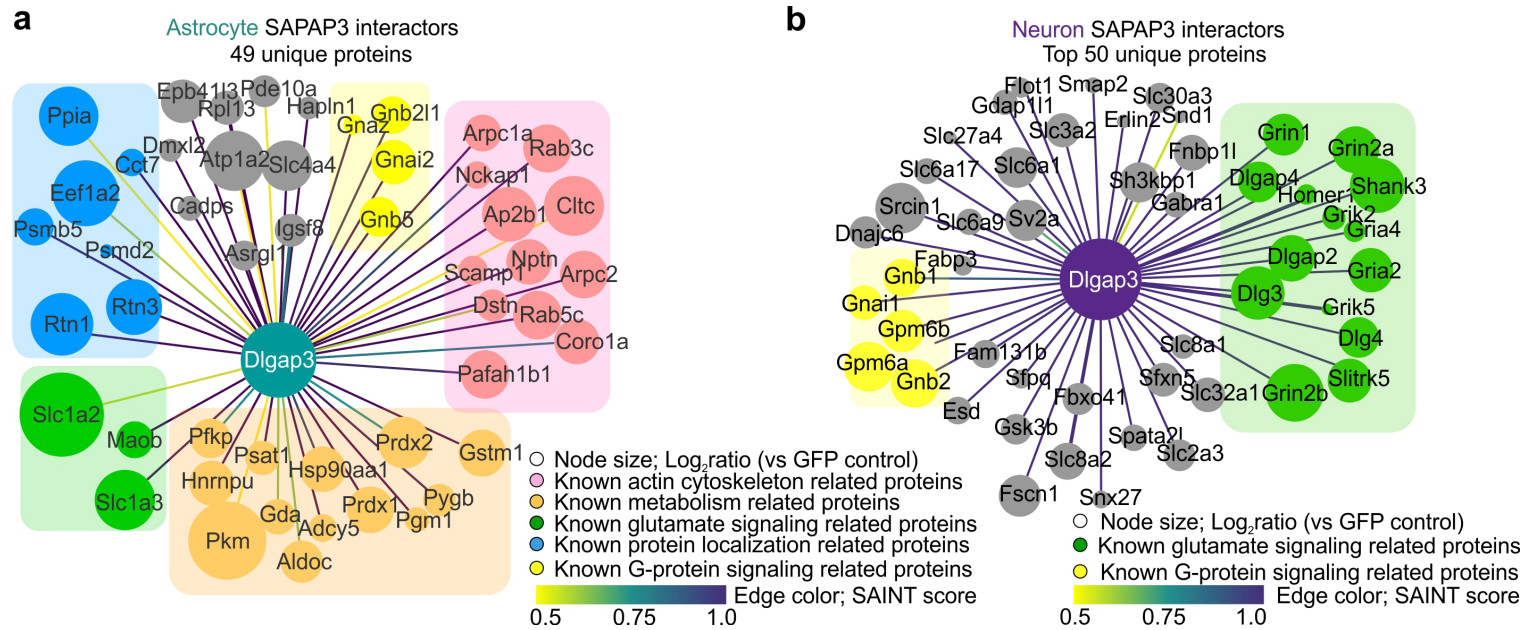 a
Astrocyte SAPAP3 interactors
49 unique proteins
Ppia
Cct7
Eef1a2
Psmb5
Psmd2
Rtn3
Rtn1
Epb41l3
Pde10a
Rpl13
Hapln1
Dmxl2
Atp1a2
Slc4a4
Cadps
Igsf8
Asrgl1
Gnb2l1
Gnaz
Gnai2
Gnb5
Arpc1a
Rab3c
Nckap1
Ap2b1
Cltc
Nptn
Scamp1
Arpc2
Dstn
Rab5c
Coro1a
Pafah1b1
Dlgap3
Slc1a2
Maob
Slc1a3
Pfkp
Psat1
Prdx2
Gstm1
Hsp90aa1
Hnrnpu
Prdx1
Pygb
Gda
Pgm1
Adcy5
Pkm
Aldoc
Node size; Log2ratio (vs GFP control)
Known actin cytoskeleton related proteins
Known metabolism related proteins
Known glutamate signaling related proteins
Known protein localization related proteins
Known G-protein signaling related proteins
Edge color; SAINT score
0.5 0.75 1.0
b
Neuron SAPAP3 interactors
Top 50 unique proteins
Flot1
Smap2
Gdap1l1
Slc30a3
Snd1
Erlin2
Slc27a4
Slc3a2
Fnbp1l
Slc6a17
Slc6a1
Sh3kbp1
Gabra1
Srcin1
Slc6a9
Sv2a
Dnajc6
Fabp3
Gnb1
Gnai1
Gpm6b
Gpm6a
Gnb2
Dlgap3
Grin1
Grin2a
Dlgap4
Shank3
Homer1
Grik2
Gria4
Dlgap2
Gria2
Dlg3
Grik5
Dlg4
Slitrk5
Grin2b
Fam131b
Slc8a1
Sfpq
Sfxn5
Slc32a1
Fbxo41
Esd
Gsk3b
Spata2l
Slc2a3
Slc8a2
Fscn1
Snx27
Node size; Log2ratio (vs GFP control)
Known glutamate signaling related proteins
Known G-protein signaling related proteins
Edge color; SAINT score
0.5 0.75 1.0